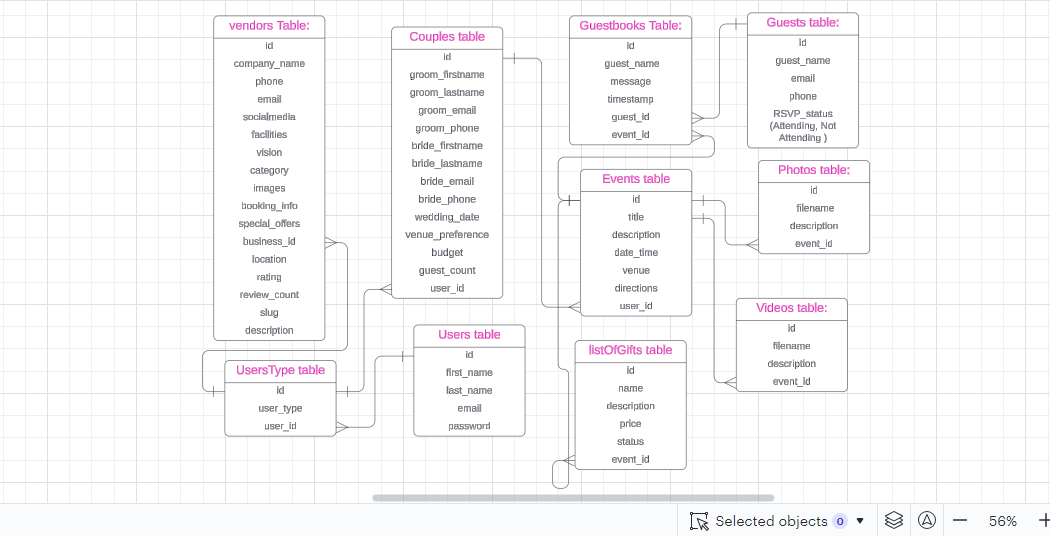 vendors Table:
id
company_name
phone
email
socialmedia
facilities
vision
category
images
booking_info
special_offers
business_id
location
rating
review_count
slug
description
UsersType table
id
user_type
user_id
Couples table
id
groom_firstname
groom_lastname
groom_email
groom_phone
bride_firstname
bride_lastname
bride_email
bride_phone
wedding_date
venue_preference
budget
guest_count
user_id
Users table
id
first_name
last_name
email
password
Guestbooks Table:
id
guest_name
message
timestamp
guest_id
event_id
Events table
id
title
description
date_time
venue
directions
user_id
listOfGifts table
id
name
description
price
status
event_id
Guests table:
id
guest_name
email
phone
RSVP_status
(Attending, Not
Attending )
Photos table:
id
filename
description
event_id
Videos table:
id
filename
description
event_id
Selected objects 0
56%